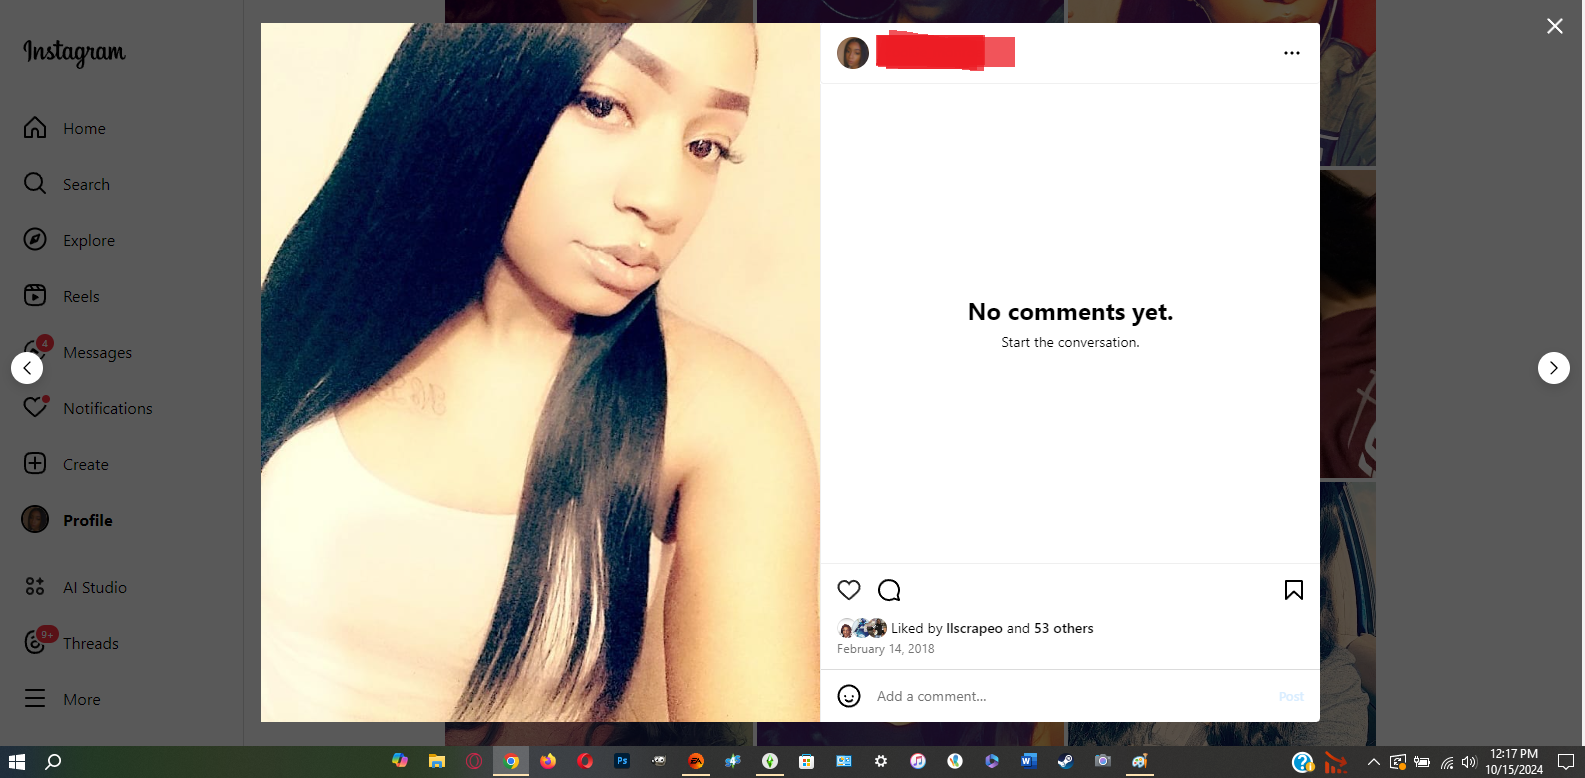 Instagram
Home
Search
Explore
Reels
4
Messages
Notifications
Create
Profile
AI Studio
9+
Threads
More
No comments yet.
Start the conversation.
Liked by llscrapeo and 53 others
February 14, 2018
Add a comment...
Post
Ps
EA
W
12:17 PM
10/15/2024